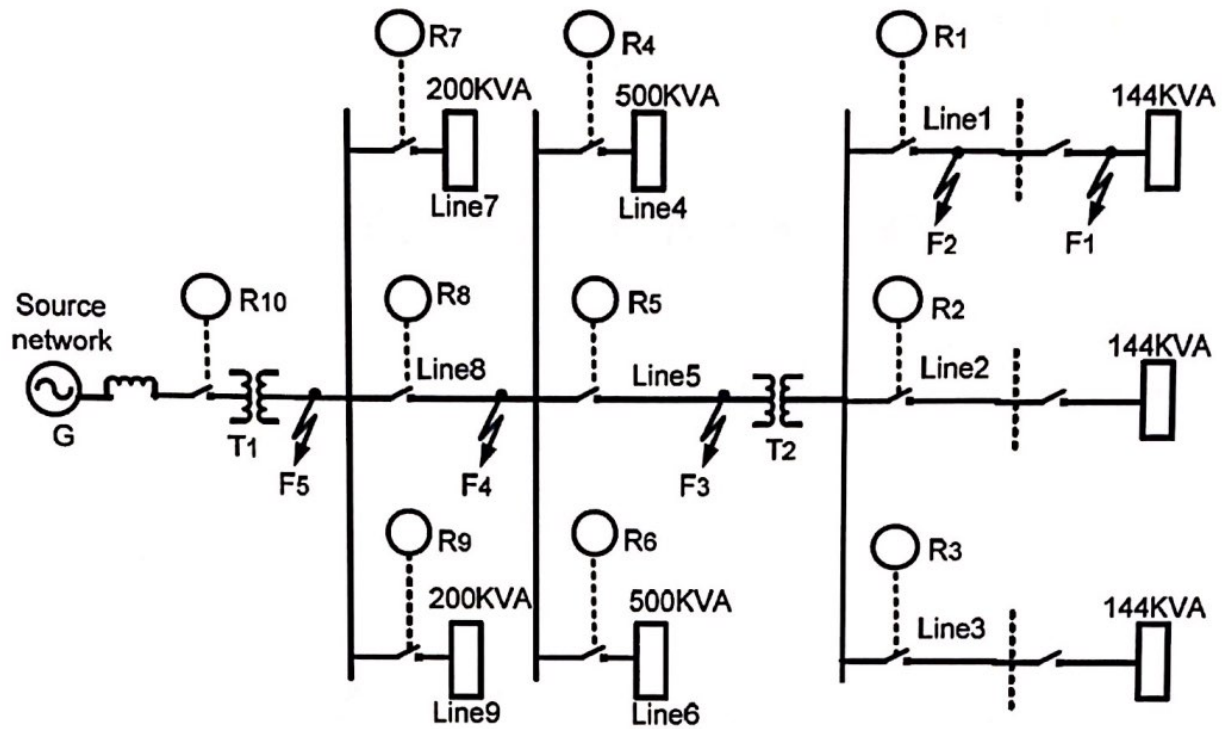 R7
R4
R1
200KVA
500KVA
144KVA
Line1
Line7
Line4
F2
F1
Source
network
R10
R8
R5
R2
144KVA
Line8
Line5
Line2
G
T1
T2
F5
F4
F3
R9
R6
R3
200KVA
500KVA
144KVA
Line3
Line9
Line6